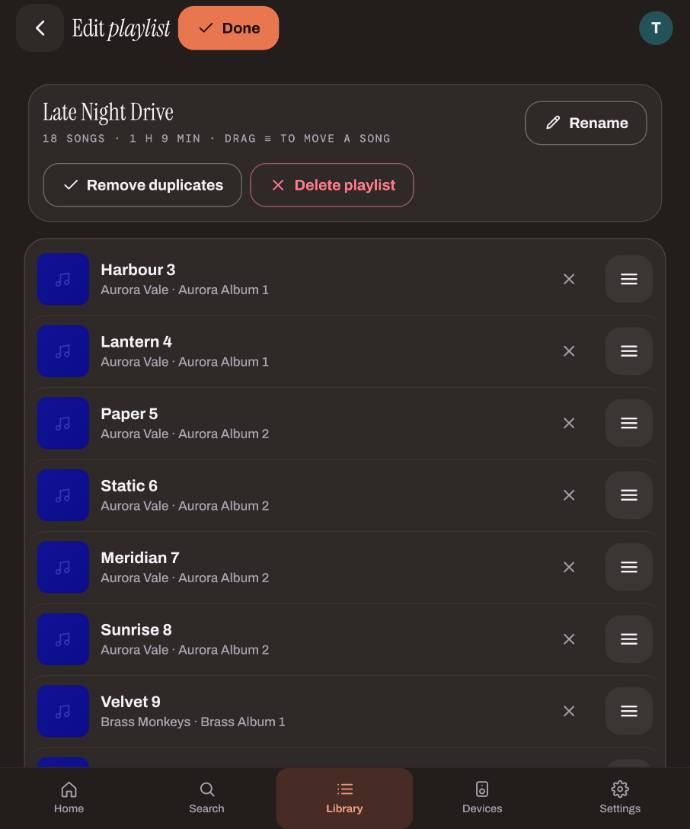 Edit playlist
Done
T
Late Night Drive
18 SONGS · 1 H 9 MIN · DRAG ≡ TO MOVE A SONG
Rename
Remove duplicates
Delete playlist
Harbour 3
Aurora Vale · Aurora Album 1
Lantern 4
Aurora Vale · Aurora Album 1
Paper 5
Aurora Vale · Aurora Album 2
Static 6
Aurora Vale · Aurora Album 2
Meridian 7
Aurora Vale · Aurora Album 2
Sunrise 8
Aurora Vale · Aurora Album 2
Velvet 9
Brass Monkeys · Brass Album 1
Home
Search
Library
Devices
Settings